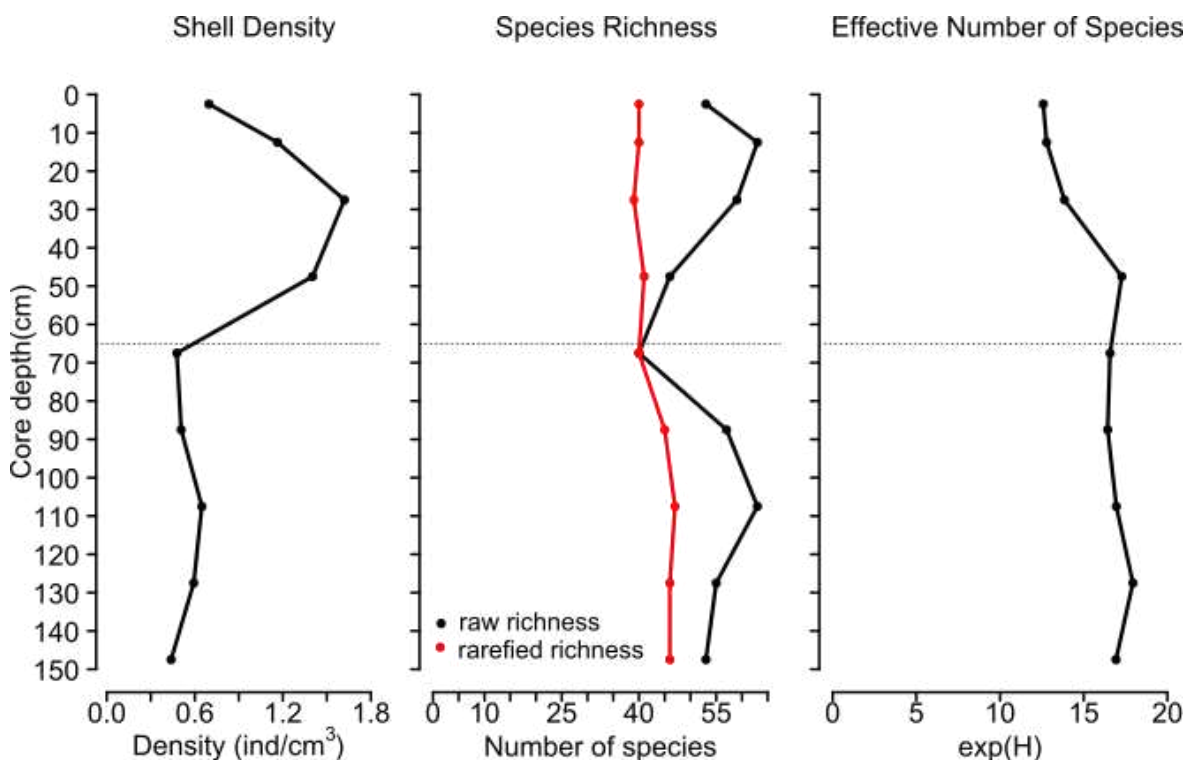 Shell Density
Species Richness
Effective Number of Species
Core depth(cm)
0
10
20
30
40
50
60
70
80
90
100
110
120
130
140
150
raw richness
rarefied richness
0.0 0.6 1.2 1.8
Density (ind/cm³)
0 10 25 40 55
Number of species
0 5 10 15 20
exp(H)